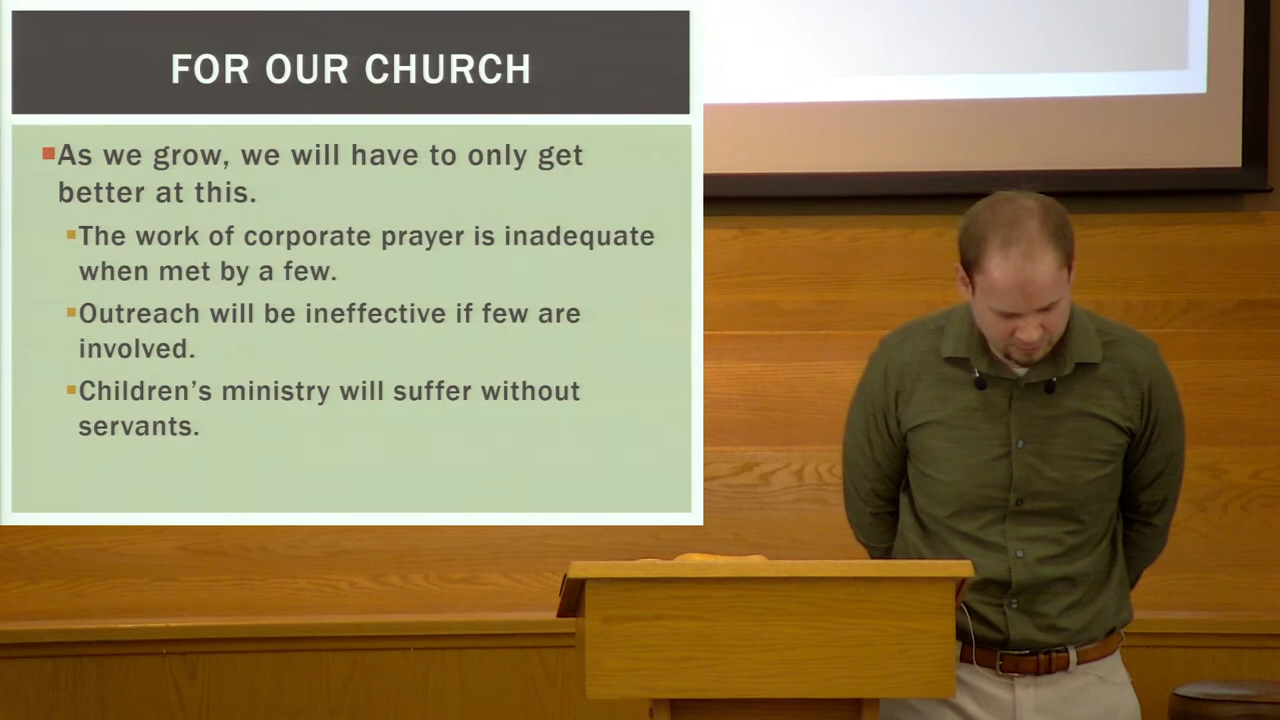 FOR OUR CHURCH
As we grow, we will have to only get
better at this.
The work of corporate prayer is inadequate
when met by a few.
Outreach will be ineffective if few are
involved.
Children's ministry will suffer without
servants.